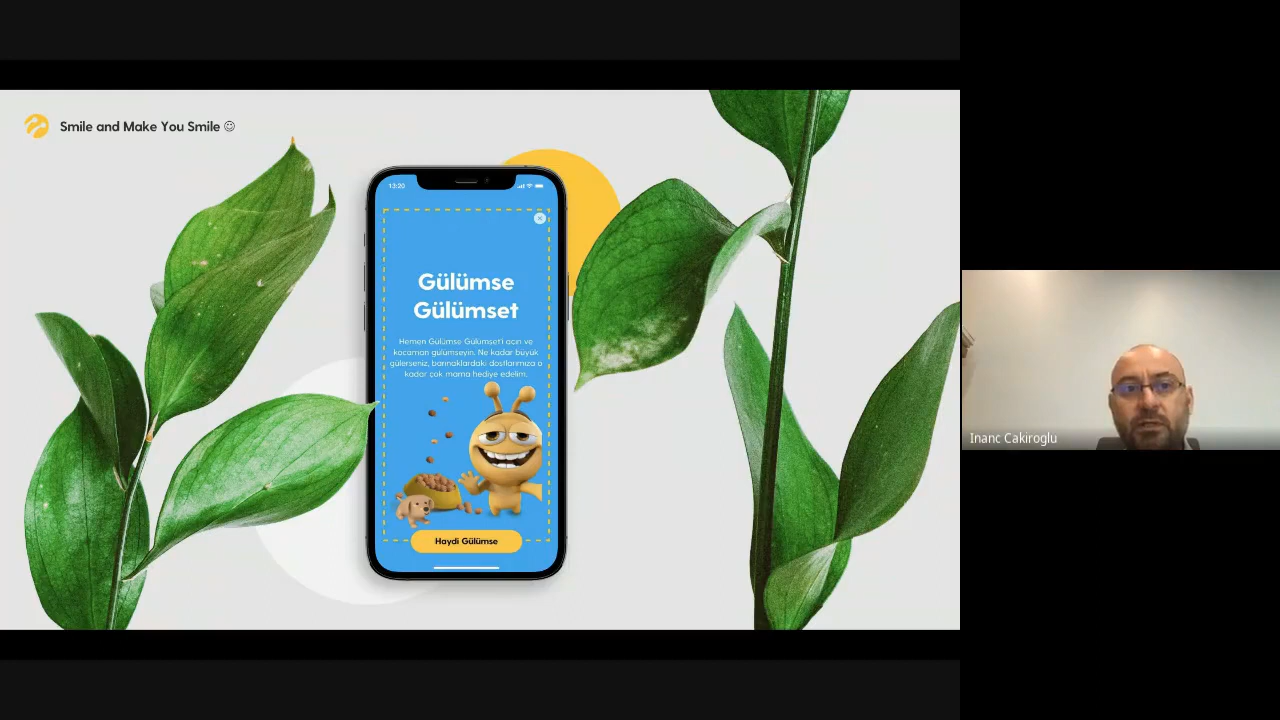 Smile and Make You Smile ☺
13:20
Gülümse
Gülümset
Hemen Gülümse Gülümset'i açın ve
kocaman gülümseyin. Ne kadar büyük
gülerseniz, barınaklardaki dostlarımıza o
kadar çok mama hediye edelim.
Haydi Gülümse
Inanc Cakiroglu